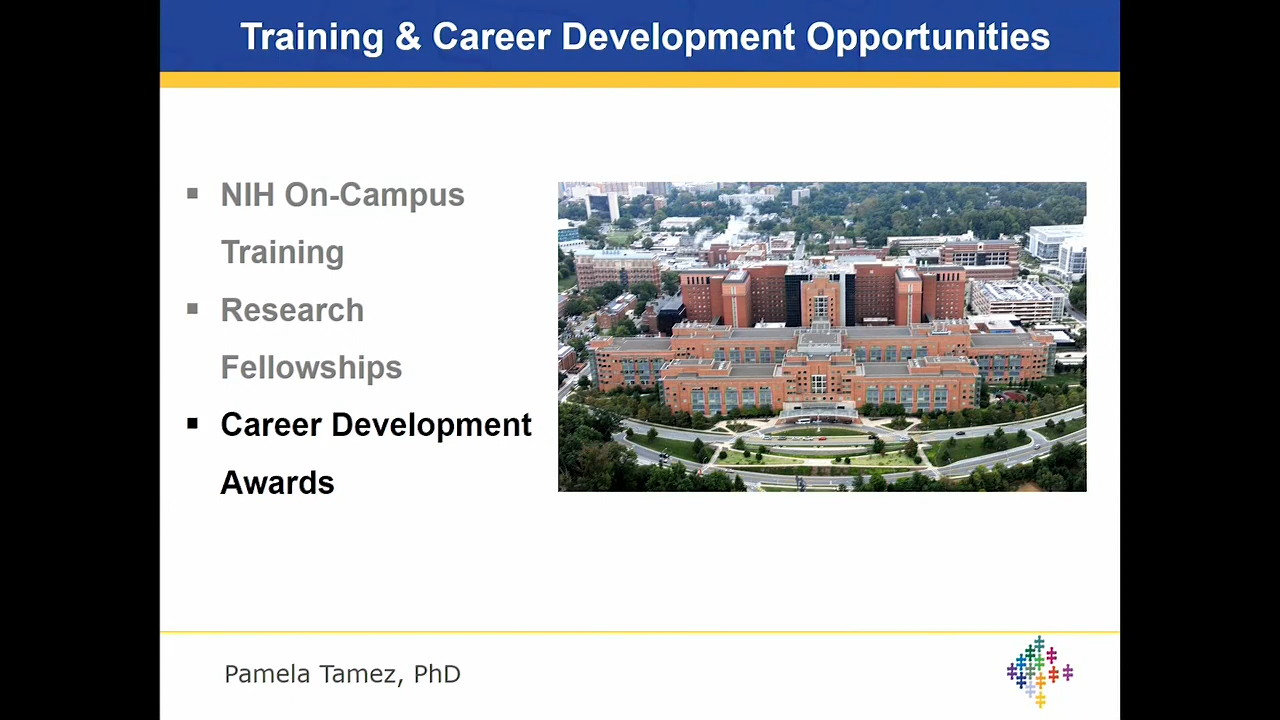 Training & Career Development Opportunities
▪ NIH On-Campus
Training
▪ Research
Fellowships
▪ Career Development
Awards
Pamela Tamez, PhD